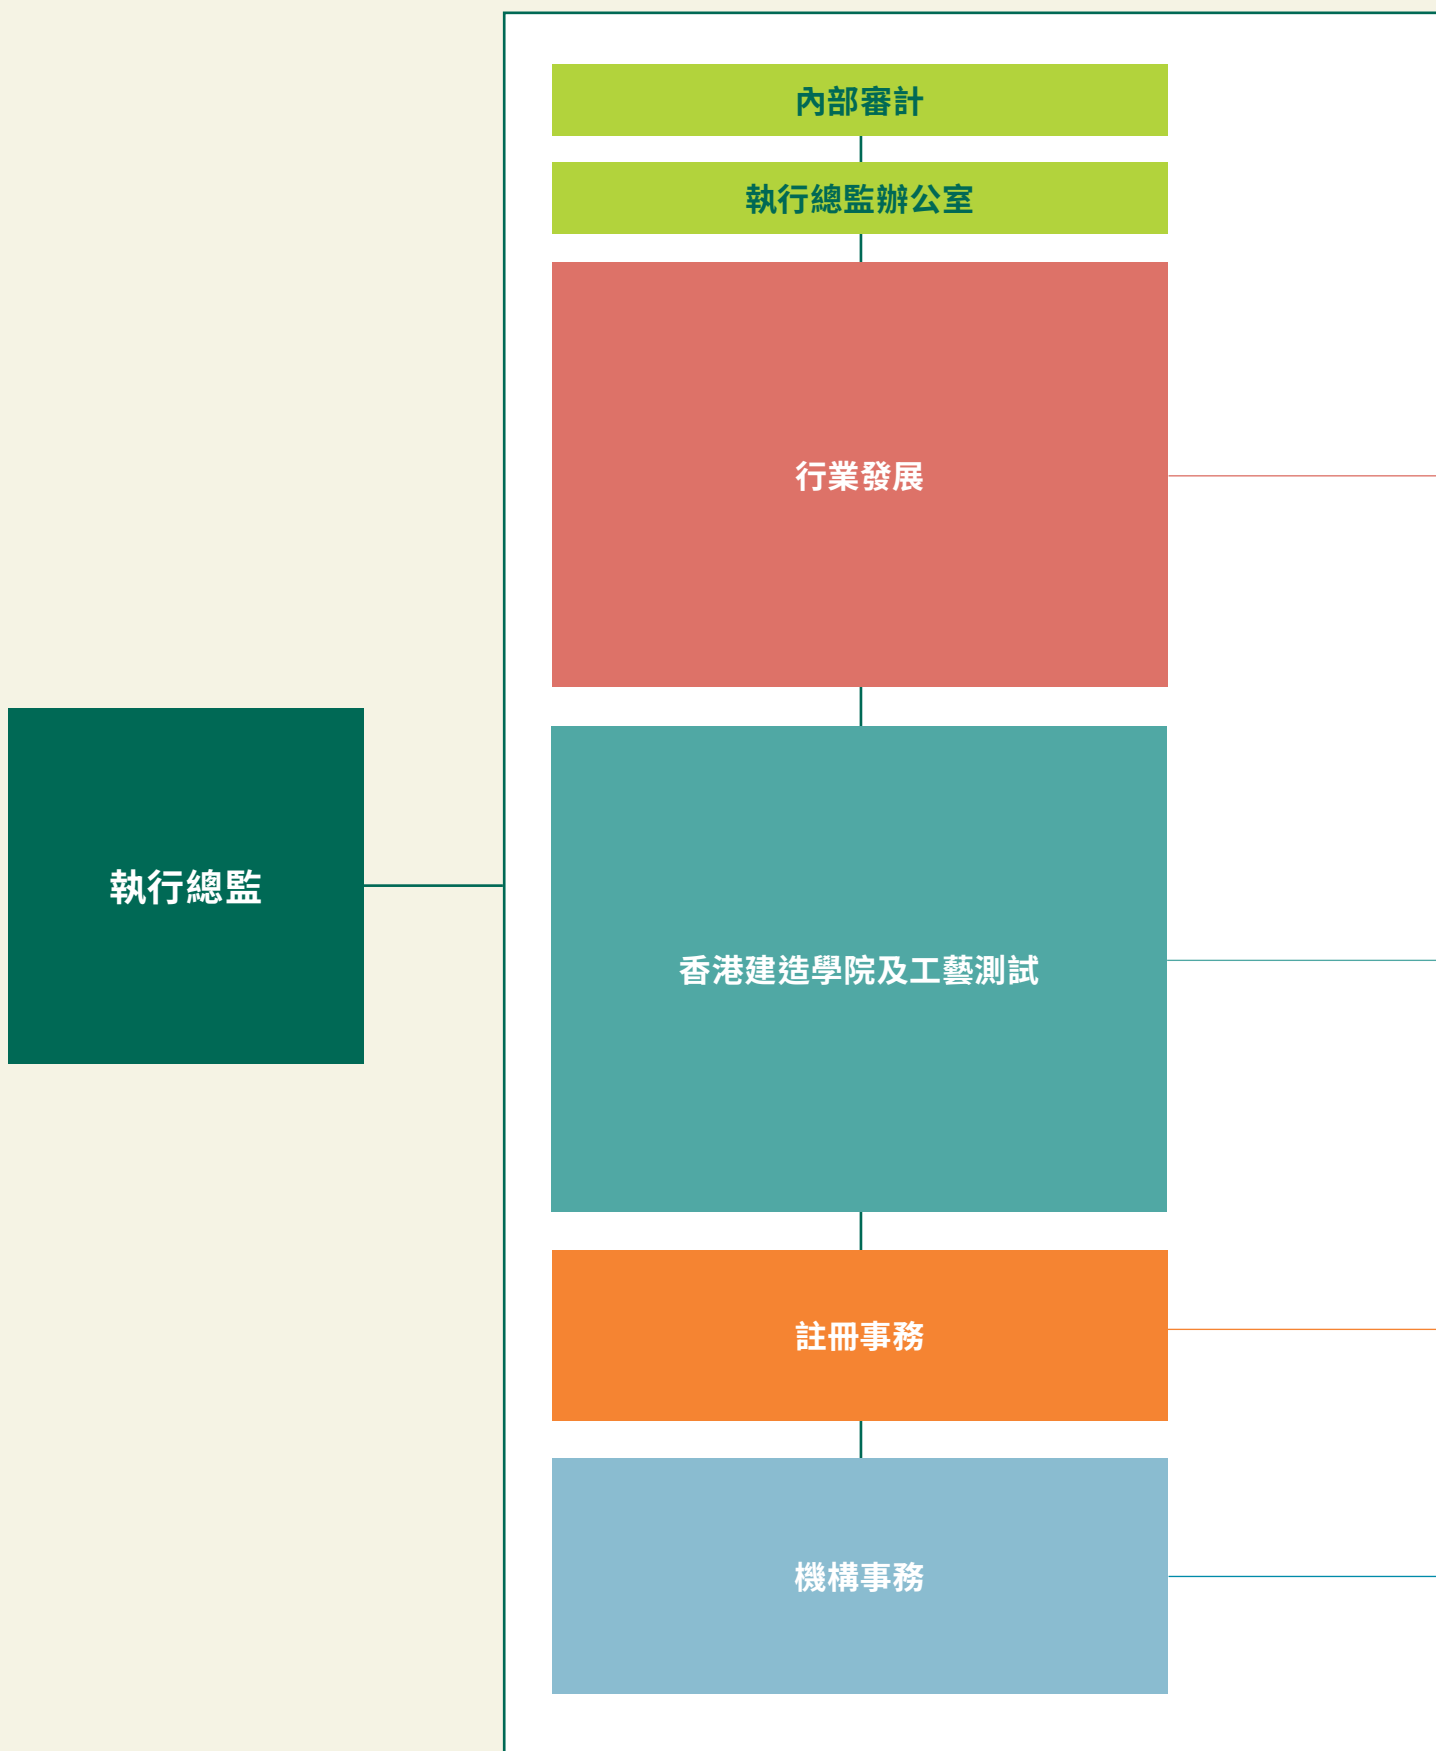 內部審計
執行總監辦公室
行業發展
執行總監
香港建造學院及工藝測試
註冊事務
機構事務